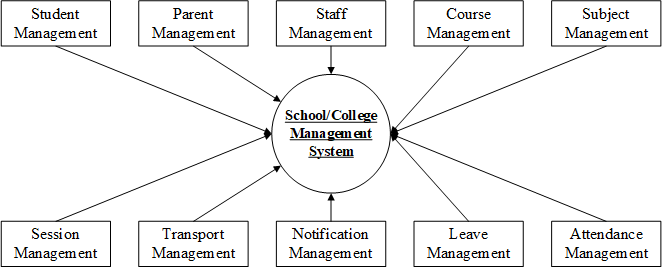 Student
Management
Parent
Management
Staff
Management
Course
Management
Subject
Management
School/College
Management
System
Session
Management
Transport
Management
Notification
Management
Leave
Management
Attendance
Management